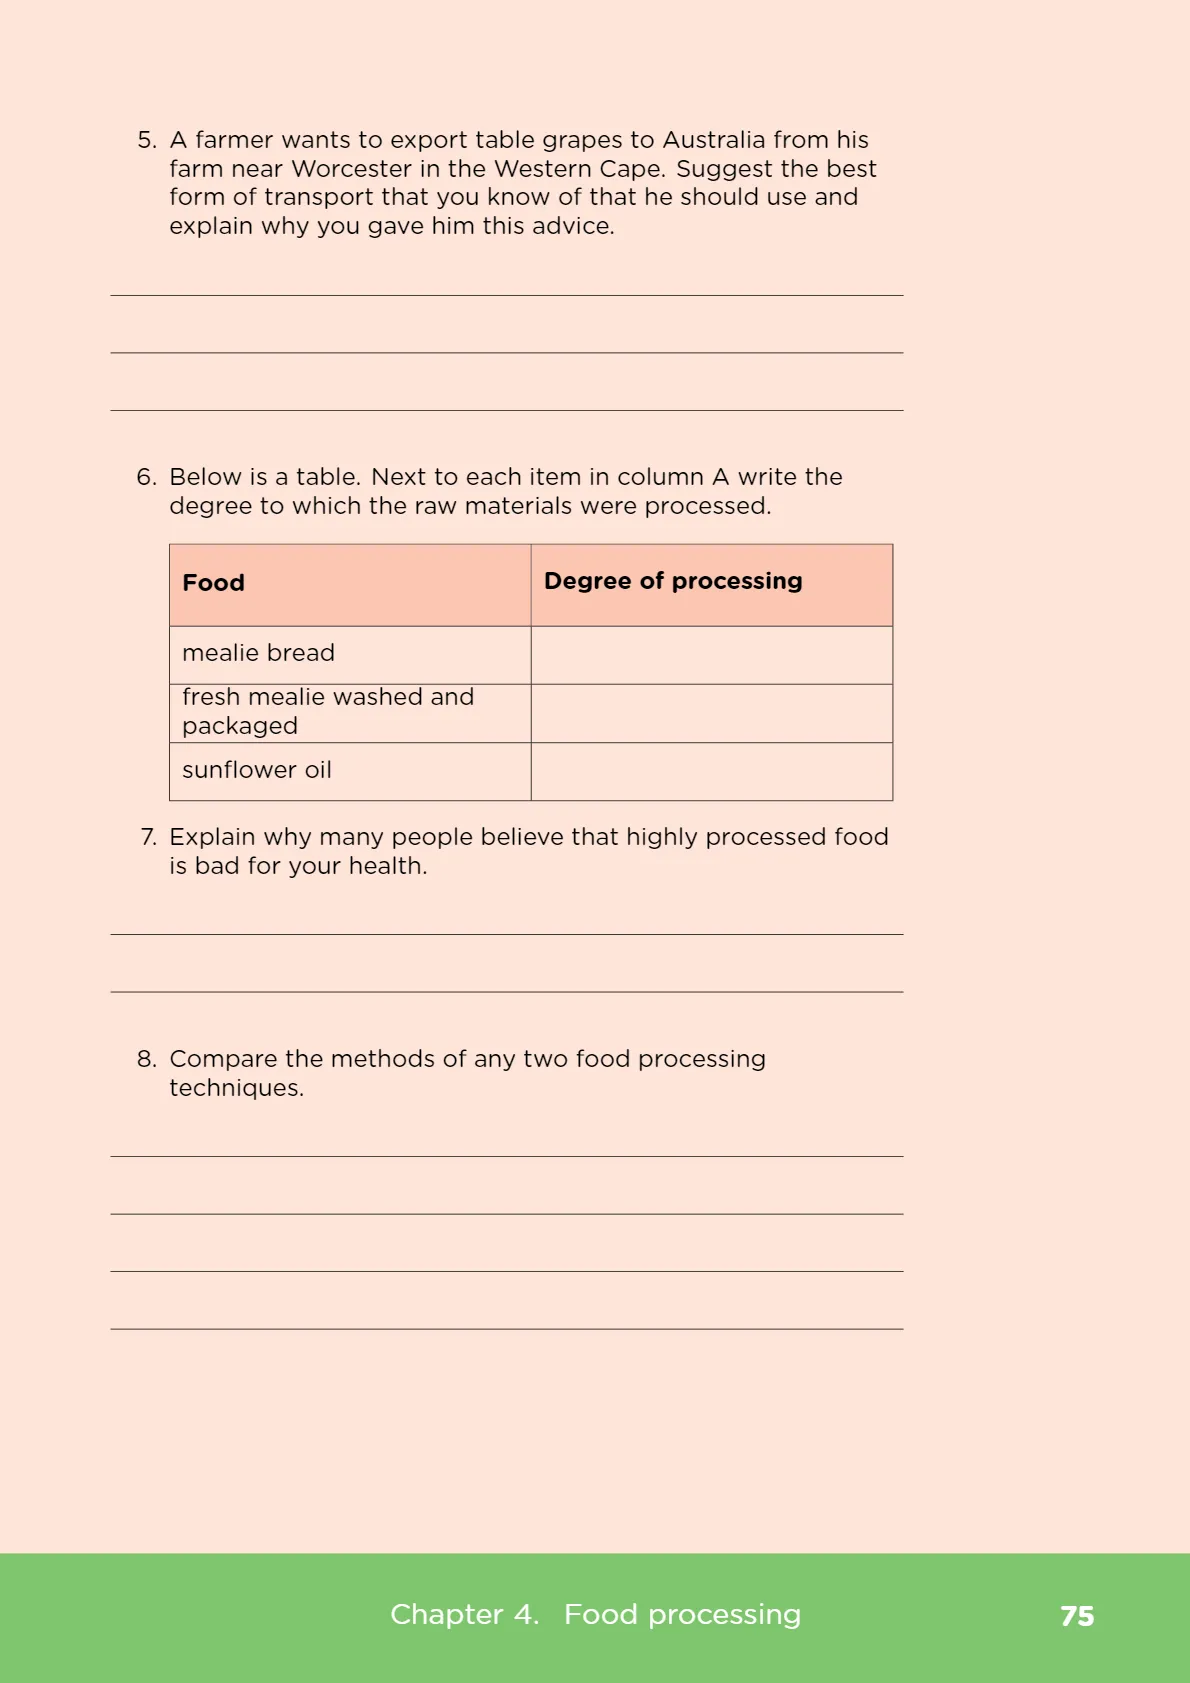 5. A farmer wants to export table grapes to Australia from his
farm near Worcester in the Western Cape. Suggest the best
form of transport that you know of that he should use and
explain why you gave him this advice.
6. Below is a table. Next to each item in column A write the
degree to which the raw materials were processed.
Food
Degree of processing
mealie bread
fresh mealie washed and
packaged
sunflower oil
7. Explain why many people believe that highly processed food
is bad for your health.
8. Compare the methods of any two food processing
techniques.
Chapter 4. Food processing
75